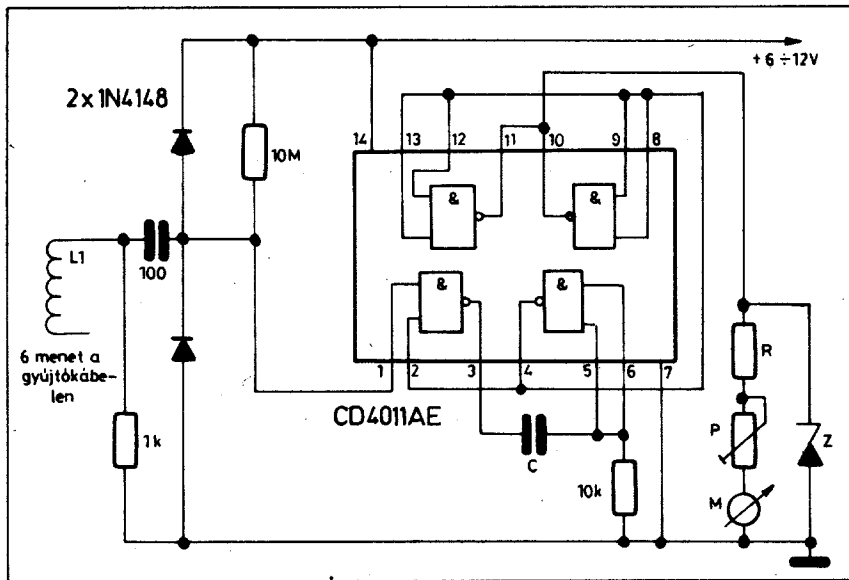 +6÷12V
2x1N4148
10M
14
13
12
11
10
9
8
&
&
&
&
L1
100
6 menet a
gyújtókábe-
len
1k
1
2
3
4
5
6
7
CD4011AE
C
10k
R
P
M
Z